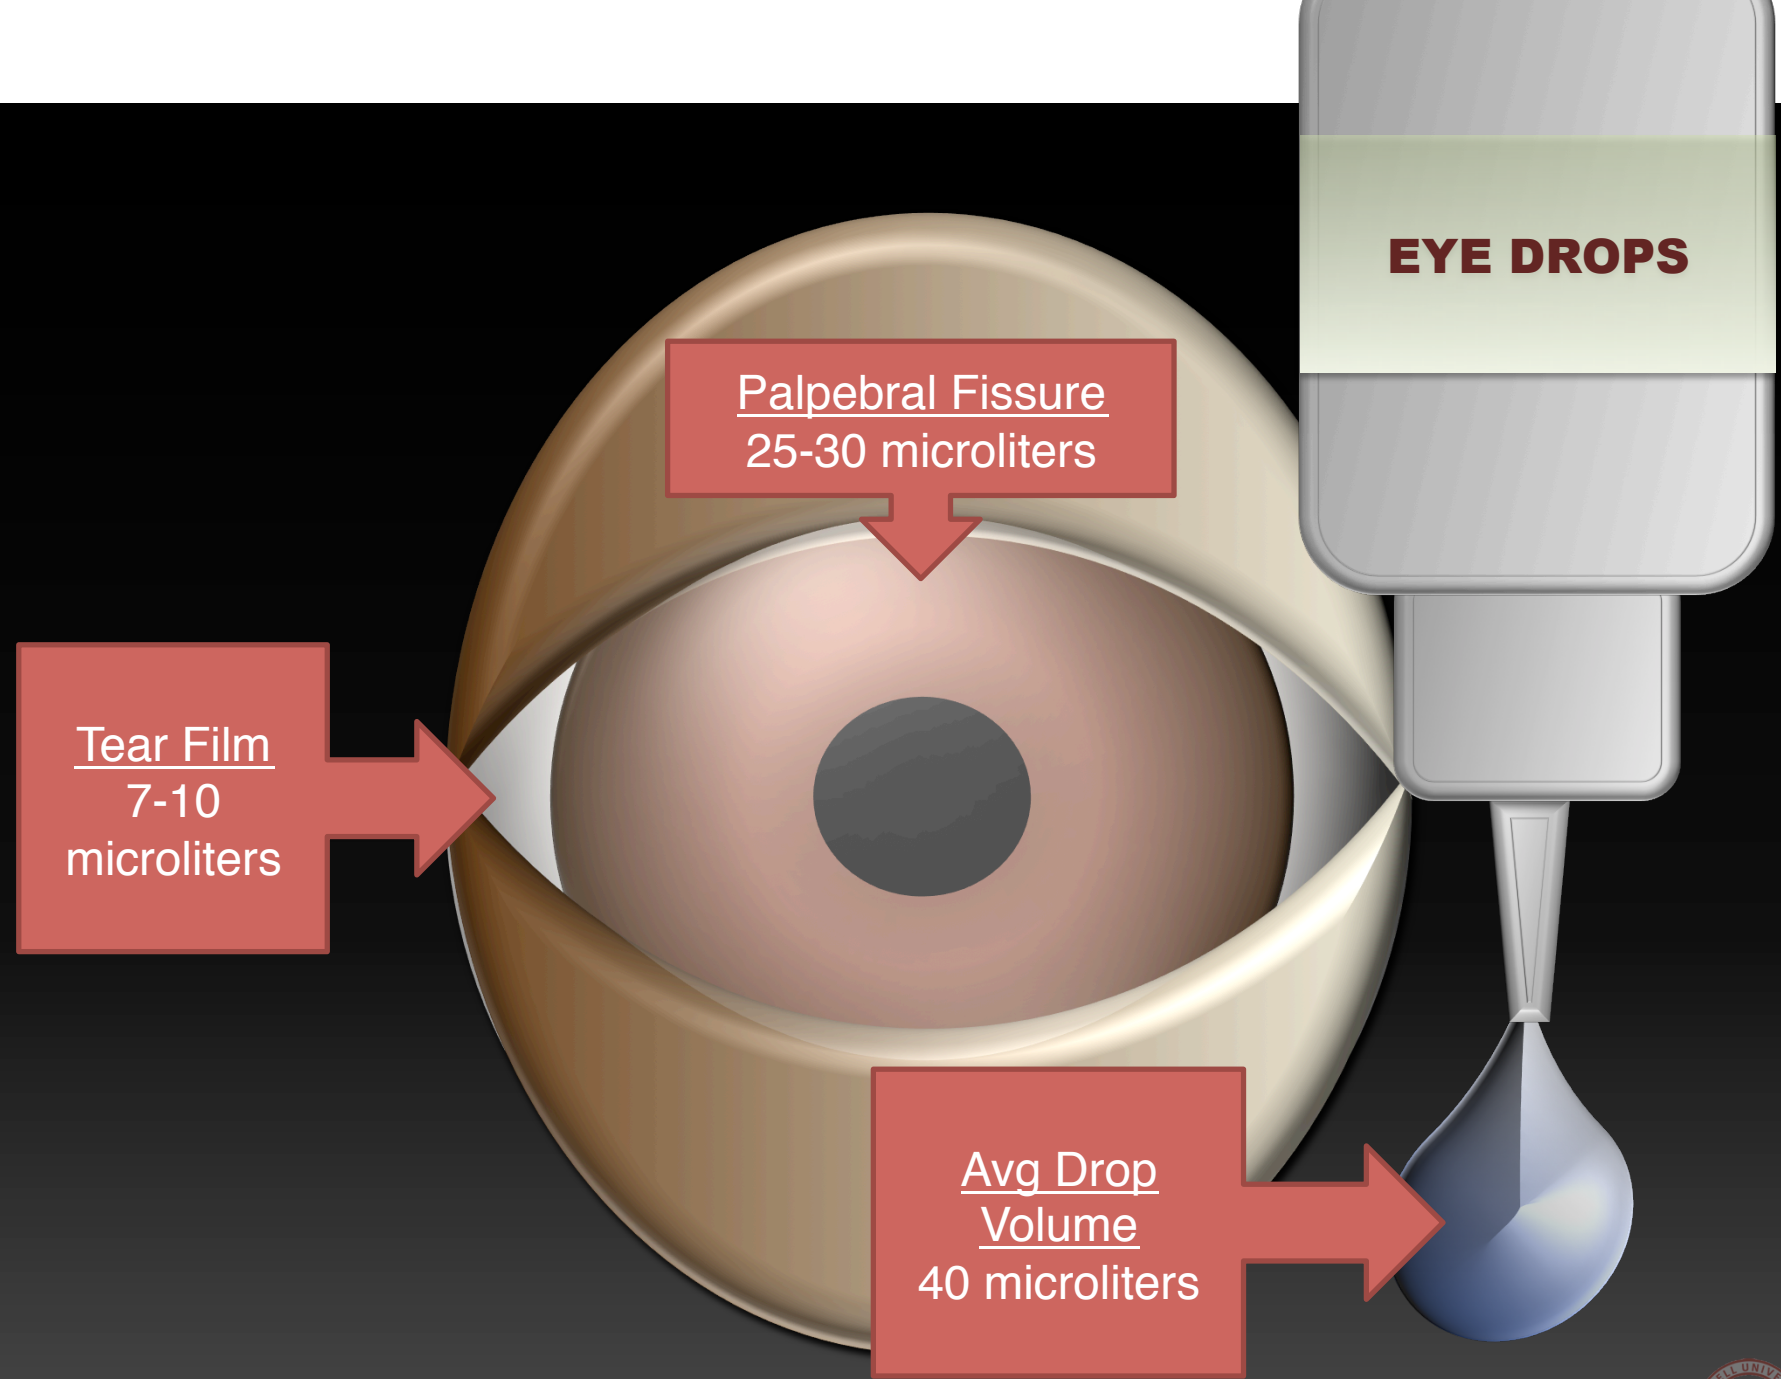 EYE DROPS
Palpebral Fissure
25-30 microliters
Tear Film
7-10
microliters
Avg Drop
Volume
40 microliters